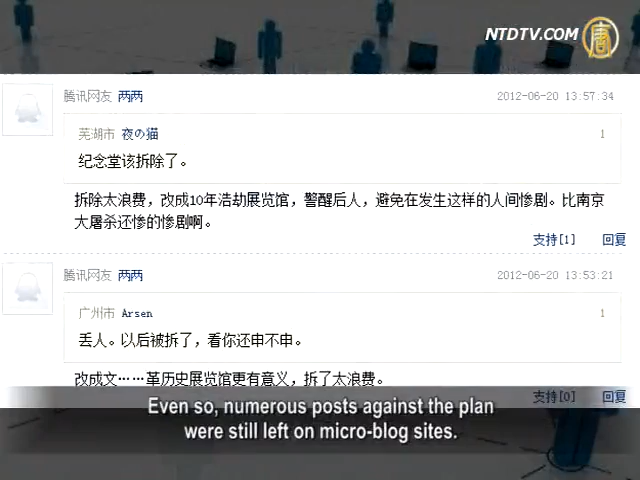 NTDTV.COM 唐
腾讯网友 两两 2012-06-20 13:57:34
芜湖市 夜の猫 1
纪念堂该拆除了。
拆除太浪费，改成10年浩劫展览馆，警醒后人，避免在发生这样的人间惨剧。比南京
大屠杀还惨的惨剧啊。
支持[1] 回复
腾讯网友 两两 2012-06-20 13:53:21
广州市 Arsen 1
丢人。以后被拆了，看你还申不申。
改成文……革历史展览馆更有意义，拆了太浪费。
支持[0] 回复
Even so, numerous posts against the plan
were still left on micro-blog sites.